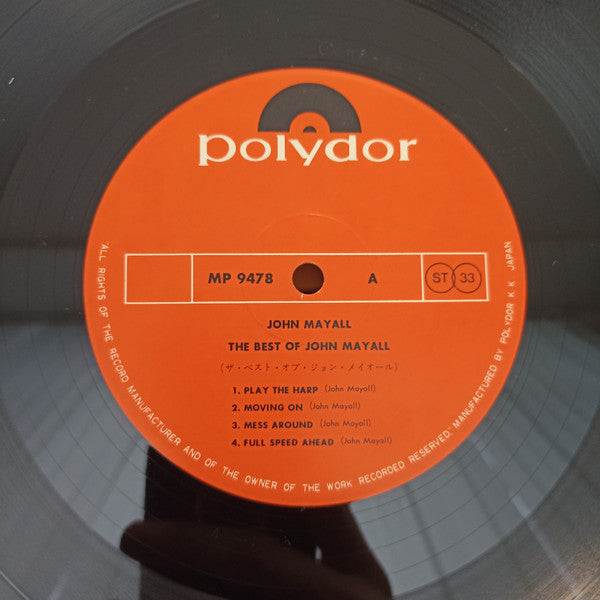 polydor
MP 9478 A ST 33
JOHN MAYALL
THE BEST OF JOHN MAYALL
(ザ・ベスト・オブ・ジョン・メイオール)
1. PLAY THE HARP (John Mayall)
2. MOVING ON (John Mayall)
3. MESS AROUND (John Mayall)
4. FULL SPEED AHEAD (John Mayall)
"ALL RIGHTS OF THE RECORD MANUFACTURER AND OF THE OWNER OF THE WORK RECORDED RESERVED." MANUFACTURED BY POLYDOR K.K. JAPAN